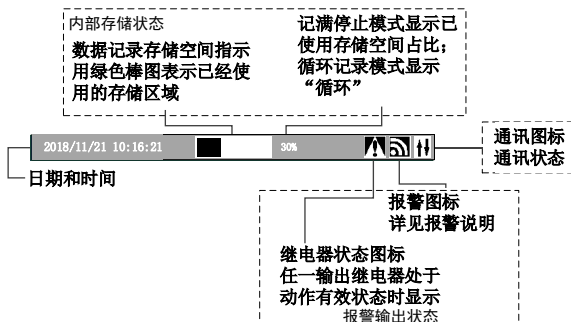 内部存储状态
数据记录存储空间指示
用绿色棒图表示已经使
用的存储区域
记满停止模式显示已
使用存储空间占比；
循环记录模式显示
“循环”
2018/11/21 10:16:21
30%
通讯图标
通讯状态
日期和时间
报警图标
详见报警说明
继电器状态图标
任一输出继电器处于
动作有效状态时显示
报警输出状态